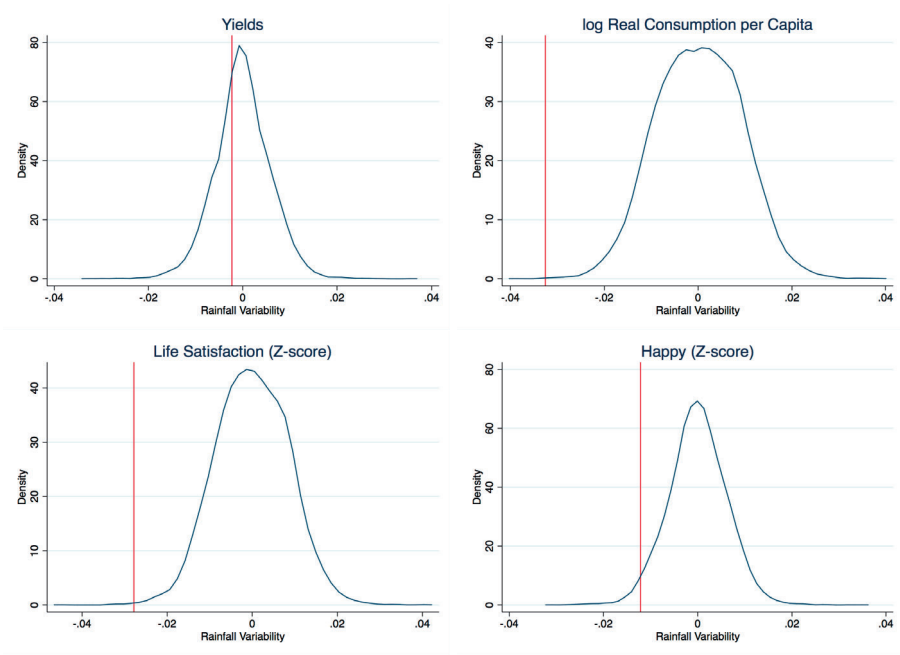 Yields
Density
80
60
40
20
0
-.04 -.02 0 .02 .04
Rainfall Variability
log Real Consumption per Capita
Density
40
30
20
10
0
-.04 -.02 0 .02 .04
Rainfall Variability
Life Satisfaction (Z-score)
Density
40
30
20
10
0
-.04 -.02 0 .02 .04
Rainfall Variability
Happy (Z-score)
Density
80
60
40
20
0
-.04 -.02 0 .02 .04
Rainfall Variability